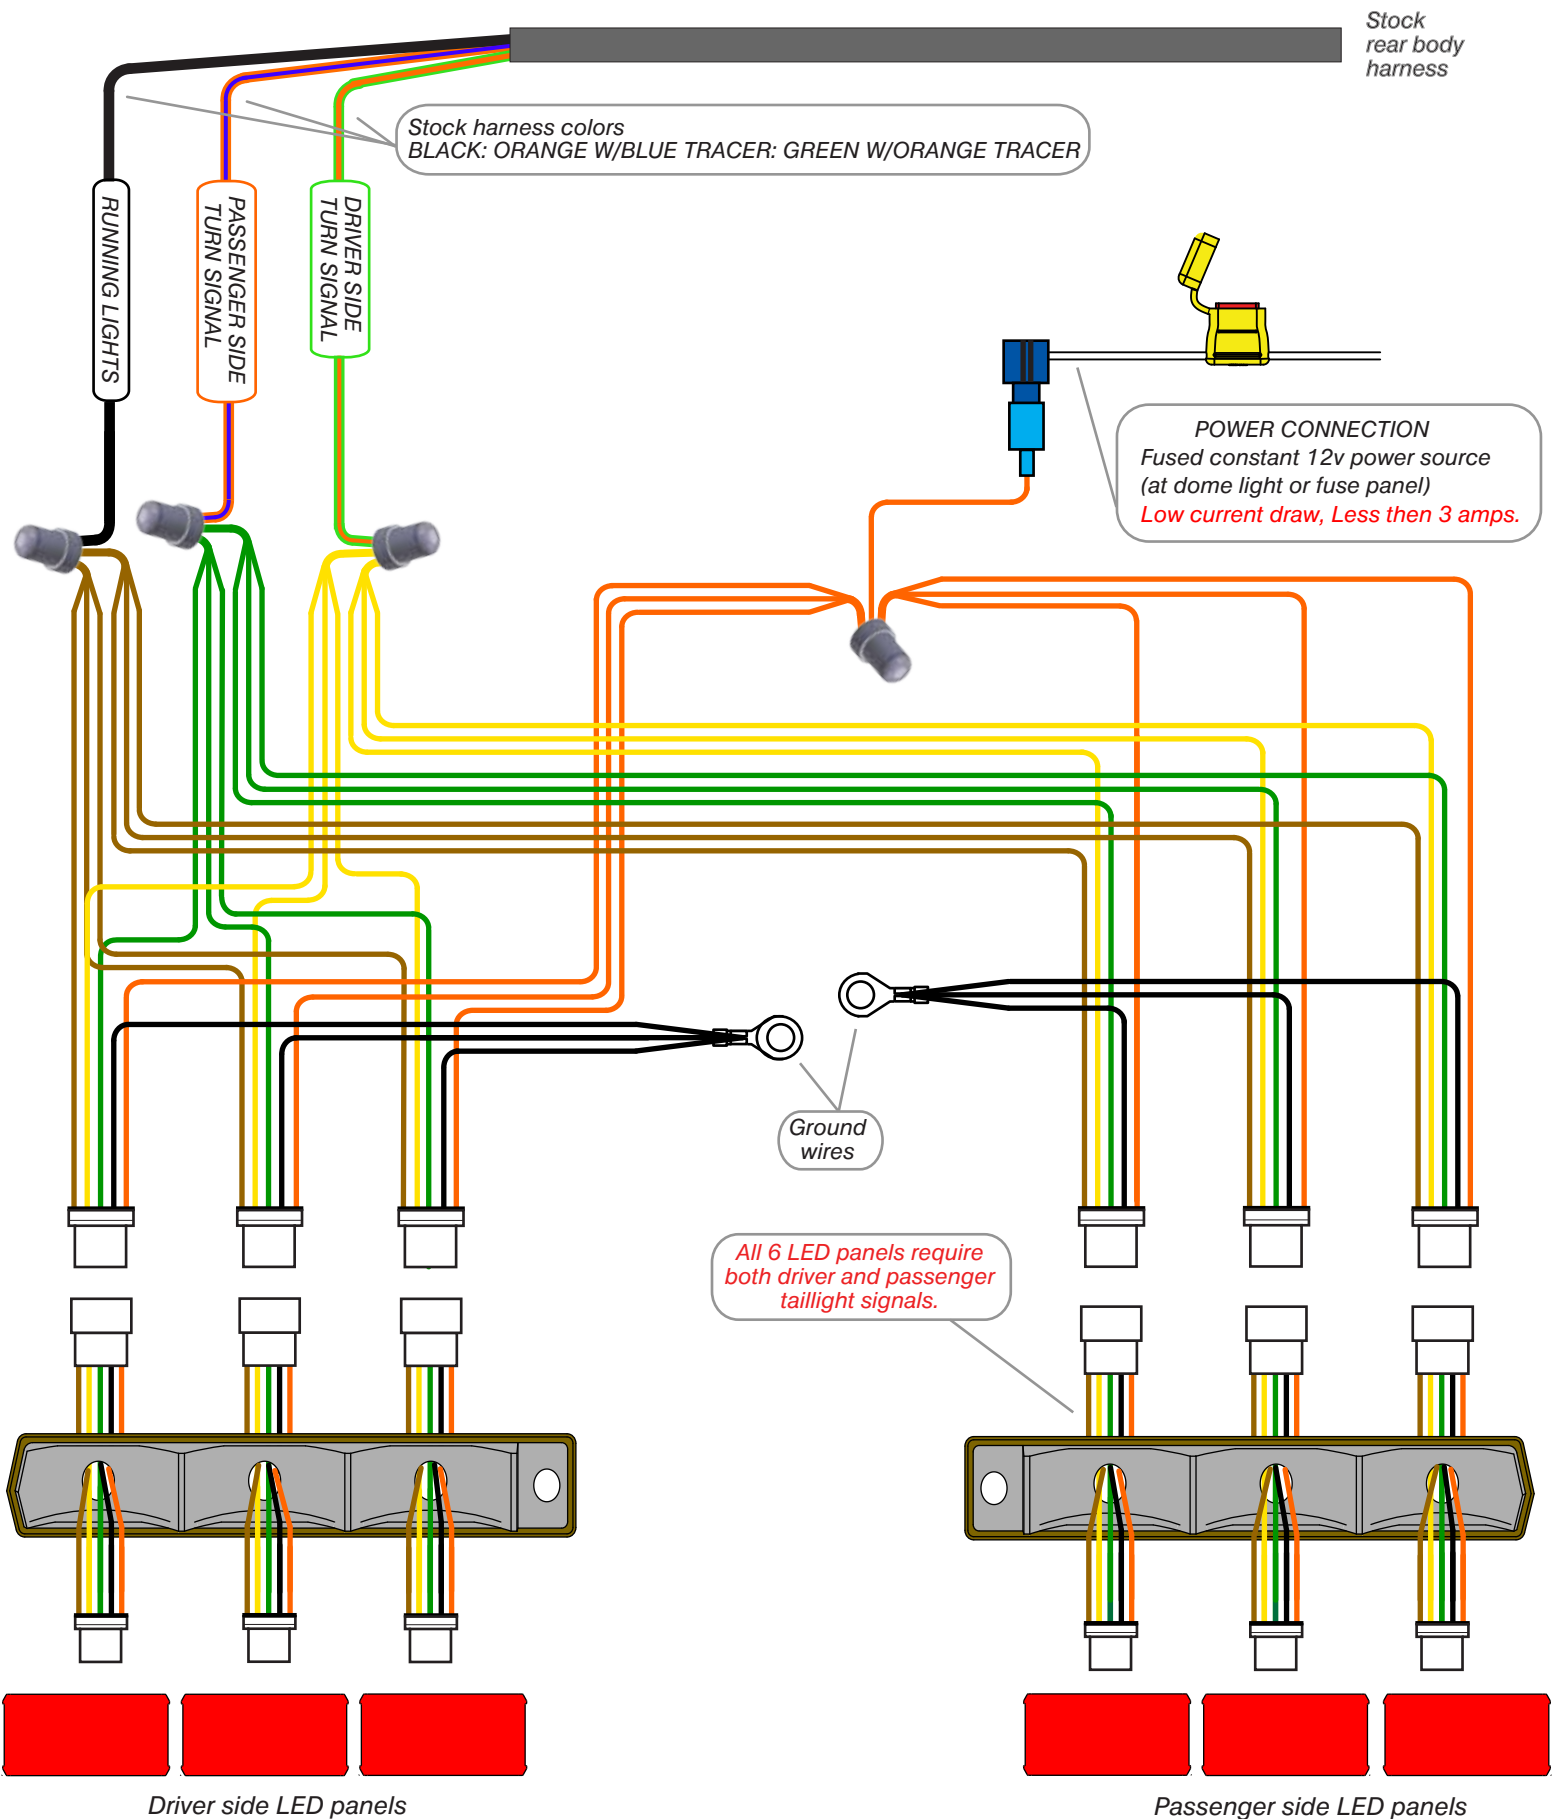 Stock
rear body
harness
Stock harness colors
BLACK: ORANGE W/BLUE TRACER: GREEN W/ORANGE TRACER
RUNNING LIGHTS
PASSENGER SIDE
TURN SIGNAL
DRIVER SIDE
TURN SIGNAL
POWER CONNECTION
Fused constant 12v power source
(at dome light or fuse panel)
Low current draw, Less then 3 amps.
Ground
wires
All 6 LED panels require
both driver and passenger
taillight signals.
Driver side LED panels
Passenger side LED panels